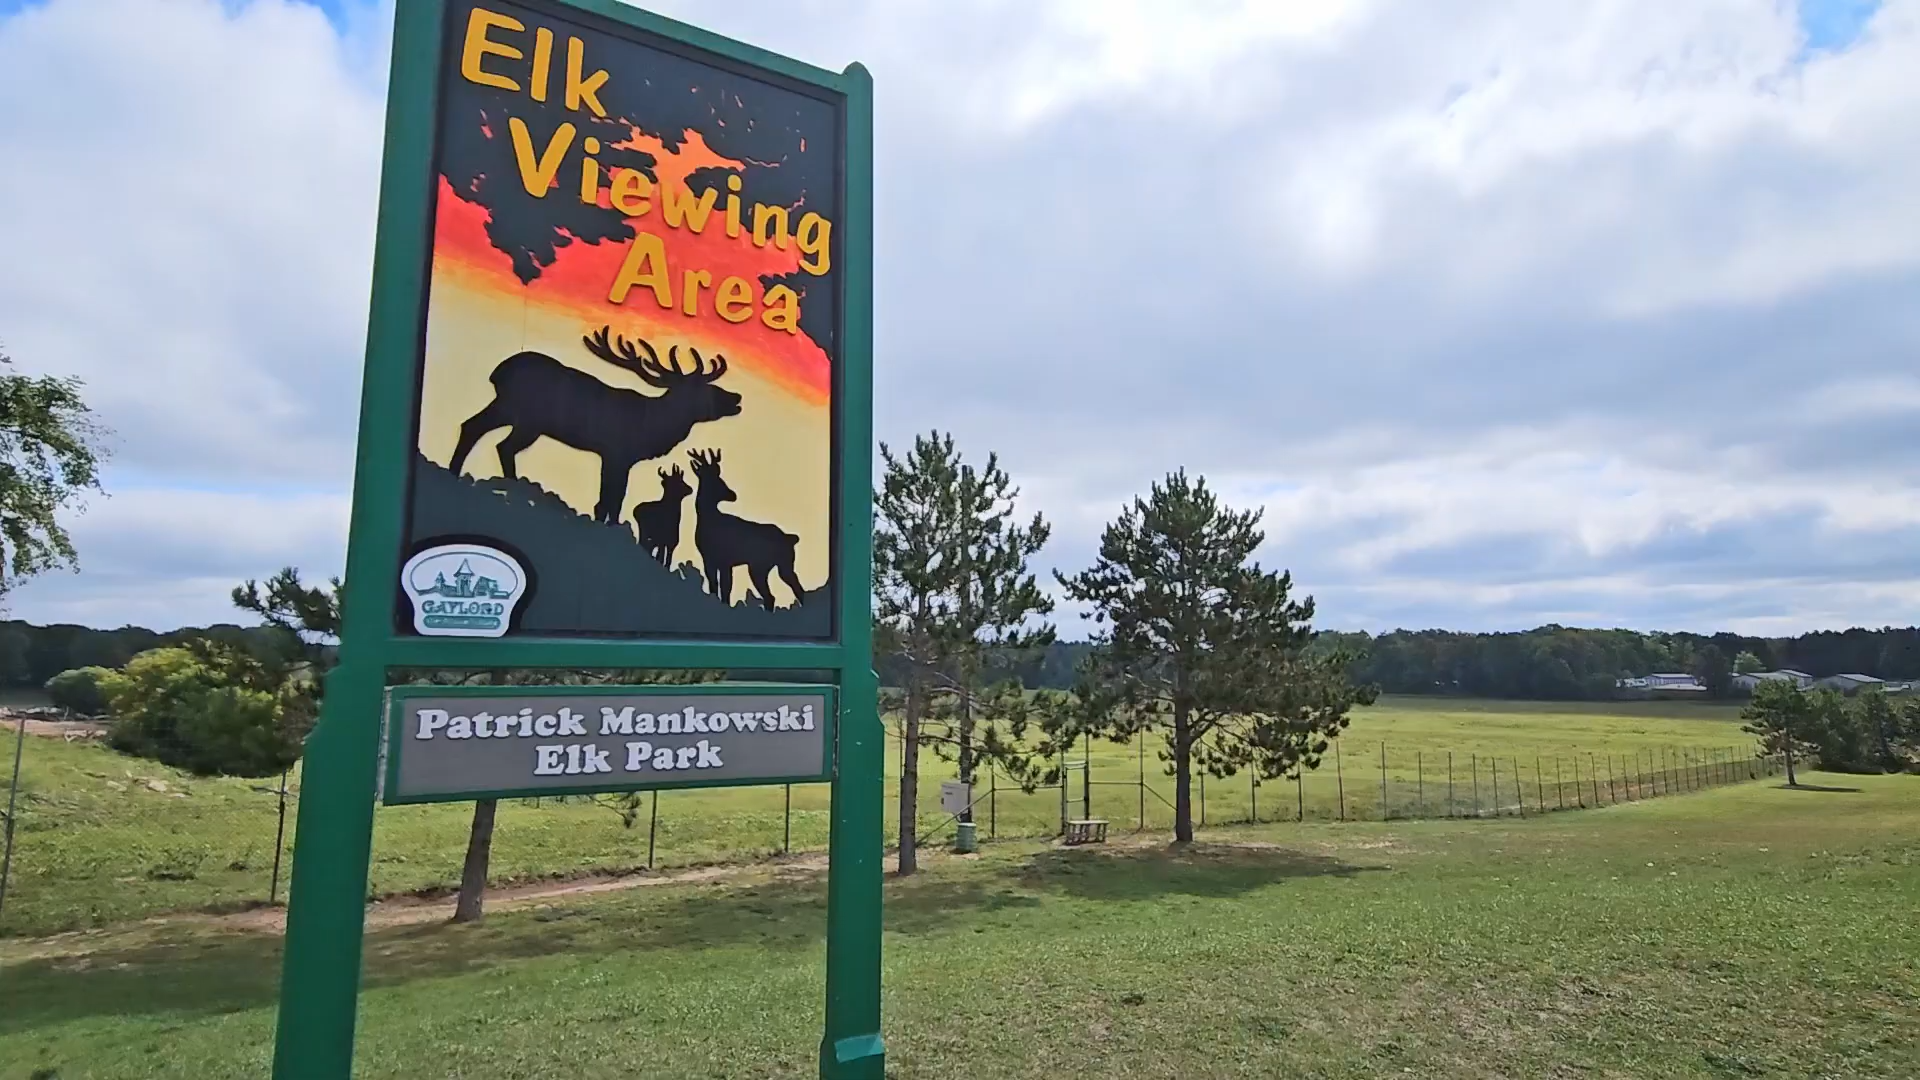 Elk
Viewing
Area
GAYLORD
Patrick Mankowski
Elk Park